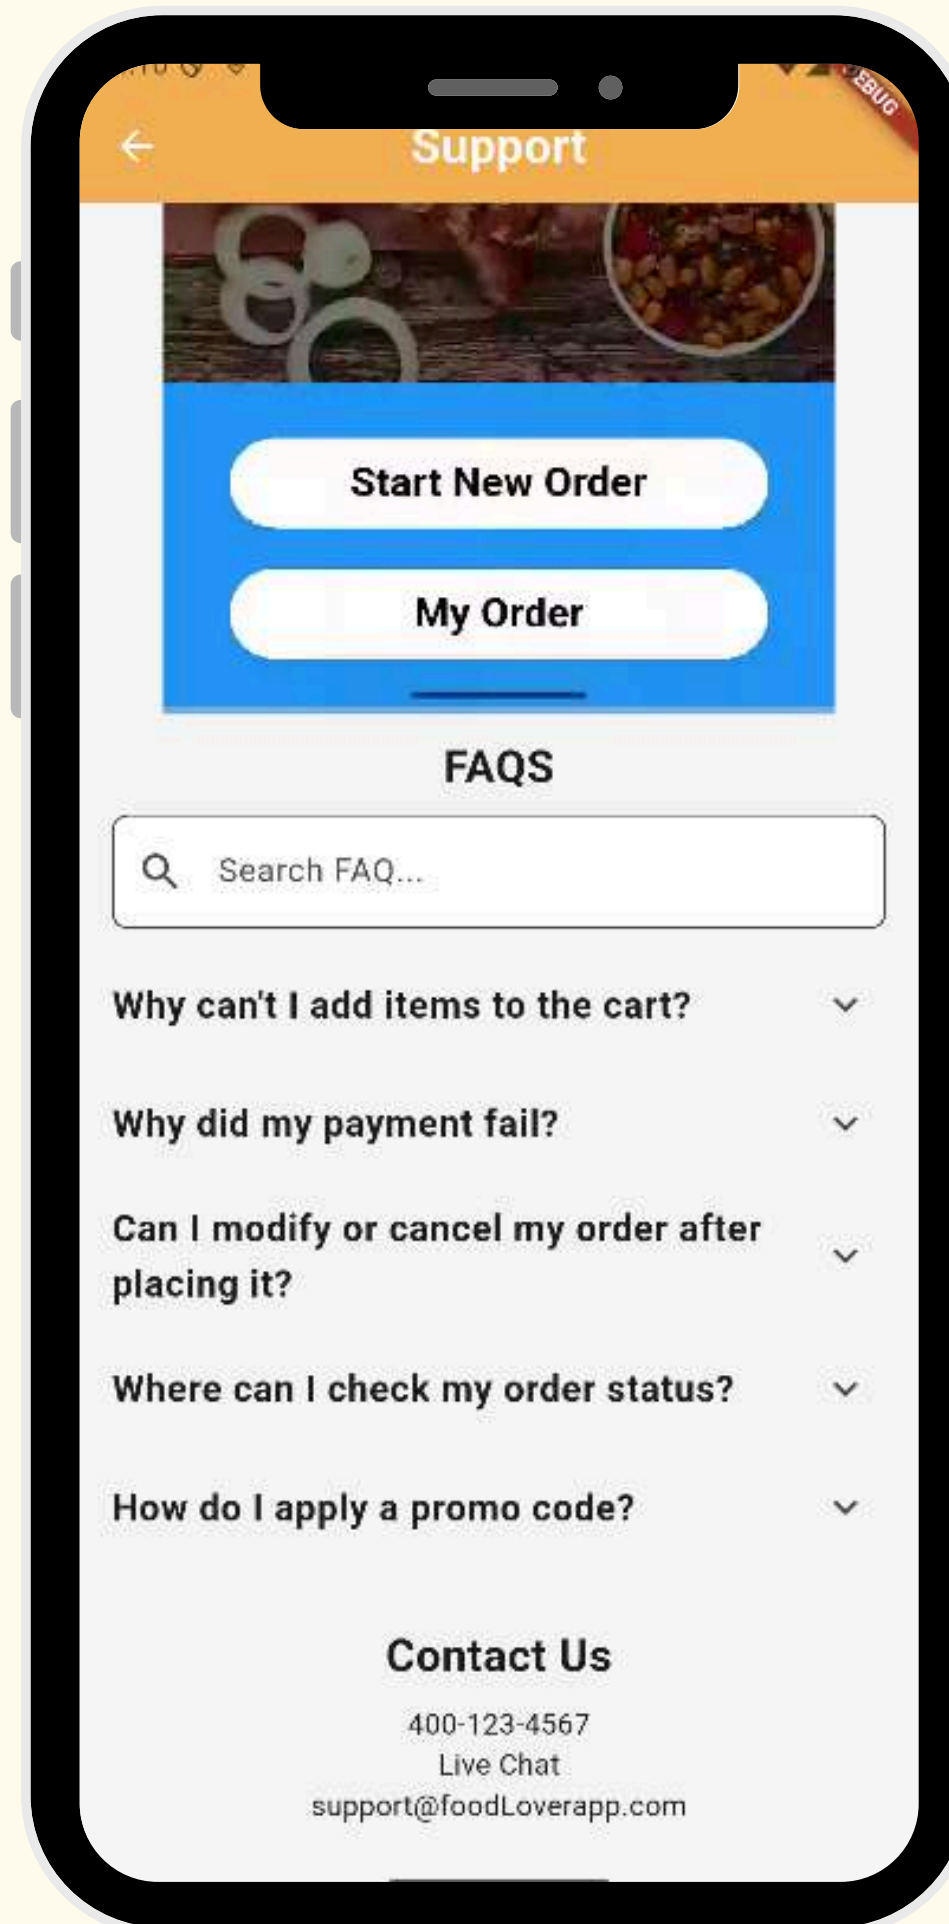 EBUG
Support
Start New Order
My Order
FAQS
Search FAQ...
Why can't I add items to the cart?
Why did my payment fail?
Can I modify or cancel my order after
placing it?
Where can I check my order status?
How do I apply a promo code?
Contact Us
400-123-4567
Live Chat
support@foodLoverapp.com